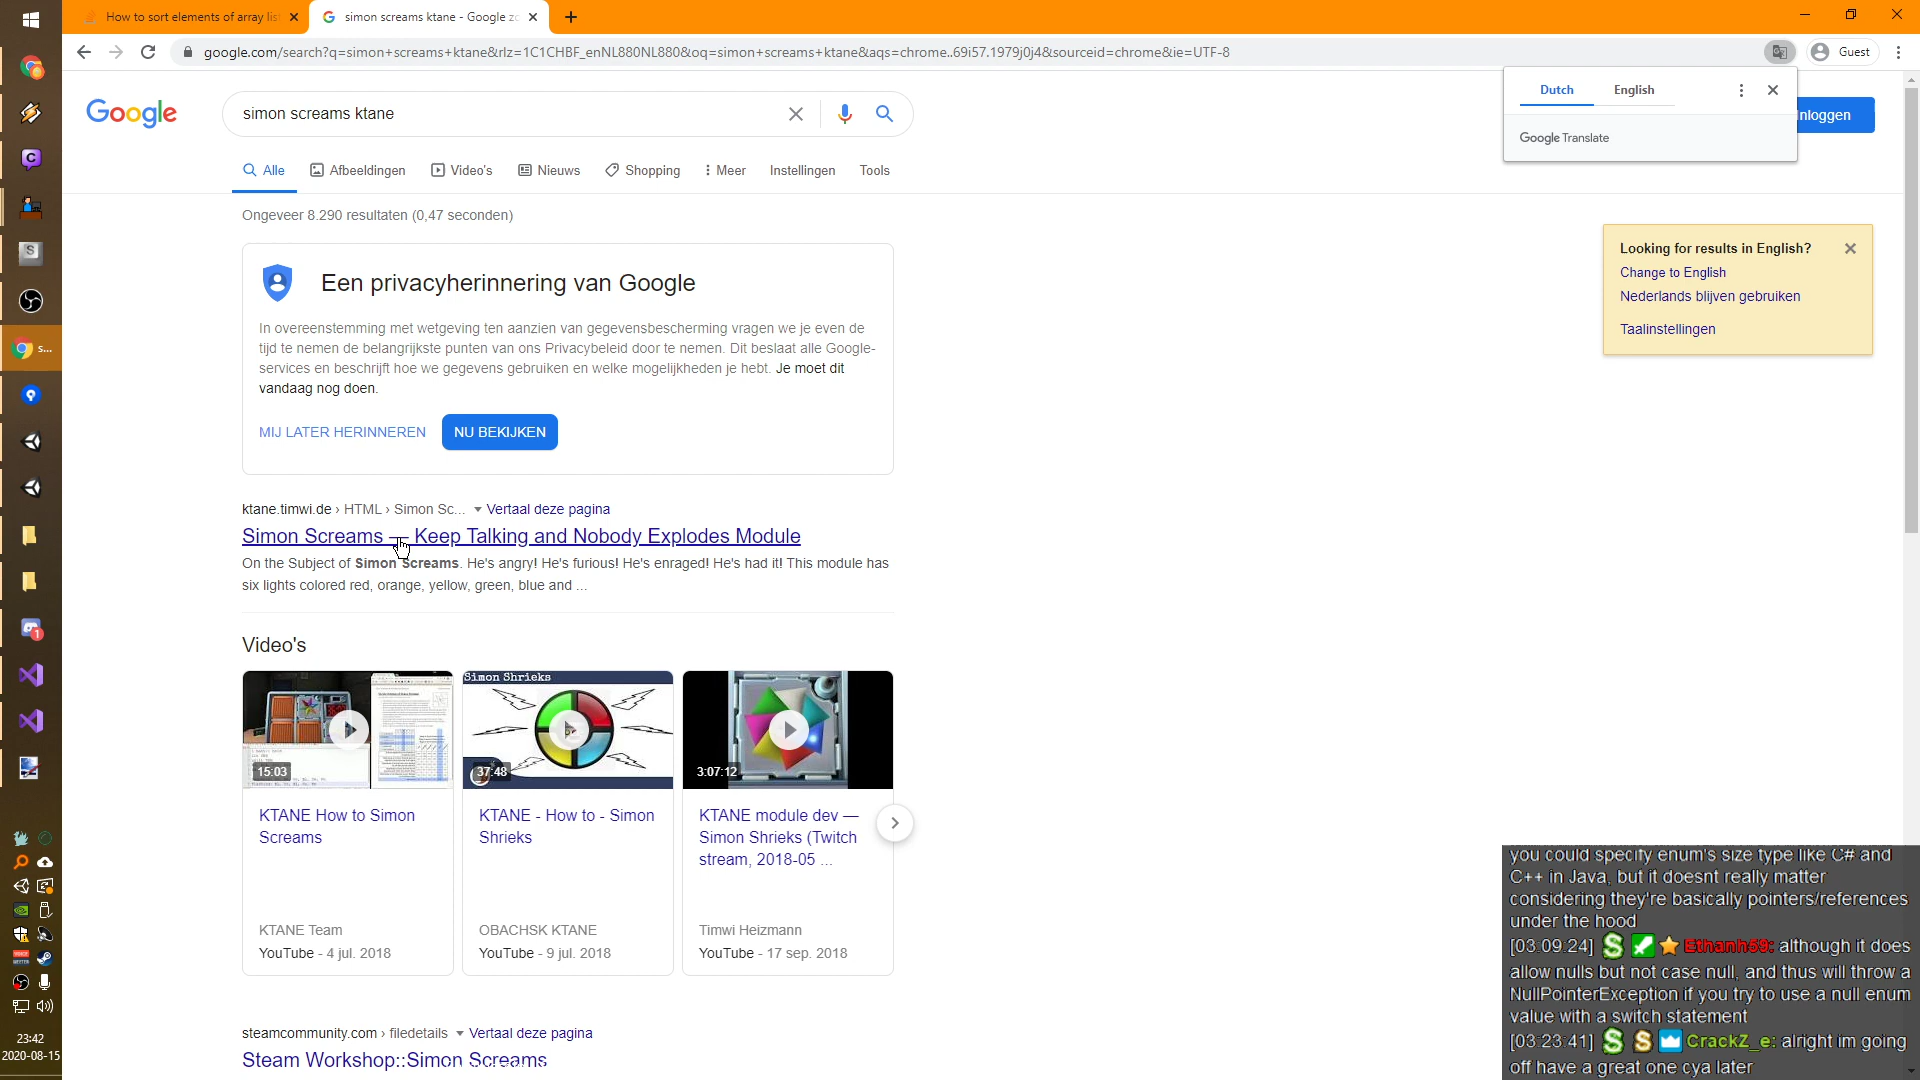 How to sort elements of array lis
simon screams ktane - Google zo
google.com/search?q=simon+screams+ktane&rlz=1C1CHBF_enNL880NL880&oq=simon+screams+ktane&aqs=chrome..69i57.1979j0j4&sourceid=chrome&ie=UTF-8
Guest
Google
simon screams ktane
Dutch English
Google Translate
Inloggen
Alle Afbeeldingen Video's Nieuws Shopping Meer Instellingen Tools
Ongeveer 8.290 resultaten (0,47 seconden)
Een privacyherinnering van Google
In overeenstemming met wetgeving ten aanzien van gegevensbescherming vragen we je even de
tijd te nemen de belangrijkste punten van ons Privacybeleid door te nemen. Dit beslaat alle Google-
services en beschrijft hoe we gegevens gebruiken en welke mogelijkheden je hebt. Je moet dit
vandaag nog doen.
MIJ LATER HERINNEREN NU BEKIJKEN
Looking for results in English?
Change to English
Nederlands blijven gebruiken
Taalinstellingen
ktane.timwi.de › HTML › Simon Sc... Vertaal deze pagina
Simon Screams — Keep Talking and Nobody Explodes Module
On the Subject of Simon Screams. He's angry! He's furious! He's enraged! He's had it! This module has
six lights colored red, orange, yellow, green, blue and ...
Video's
Simon Shrieks
15:03
37:48
3:07:12
KTANE How to Simon
Screams
KTANE Team
YouTube - 4 jul. 2018
KTANE - How to - Simon
Shrieks
OBACHSK KTANE
YouTube - 9 jul. 2018
KTANE module dev —
Simon Shrieks (Twitch
stream, 2018-05 ...
Timwi Heizmann
YouTube - 17 sep. 2018
steamcommunity.com › filedetails Vertaal deze pagina
Steam Workshop::Simon Screams
s...
1
23:42
2020-08-15
you could specify enum's size type like C# and
C++ in Java, but it doesnt really matter
considering they're basically pointers/references
under the hood
[03:09:24] Ethanh59: although it does
allow nulls but not case null, and thus will throw a
NullPointerException if you try to use a null enum
value with a switch statement
[03:23:41] CrackZ_e: alright im going
off have a great one cya later